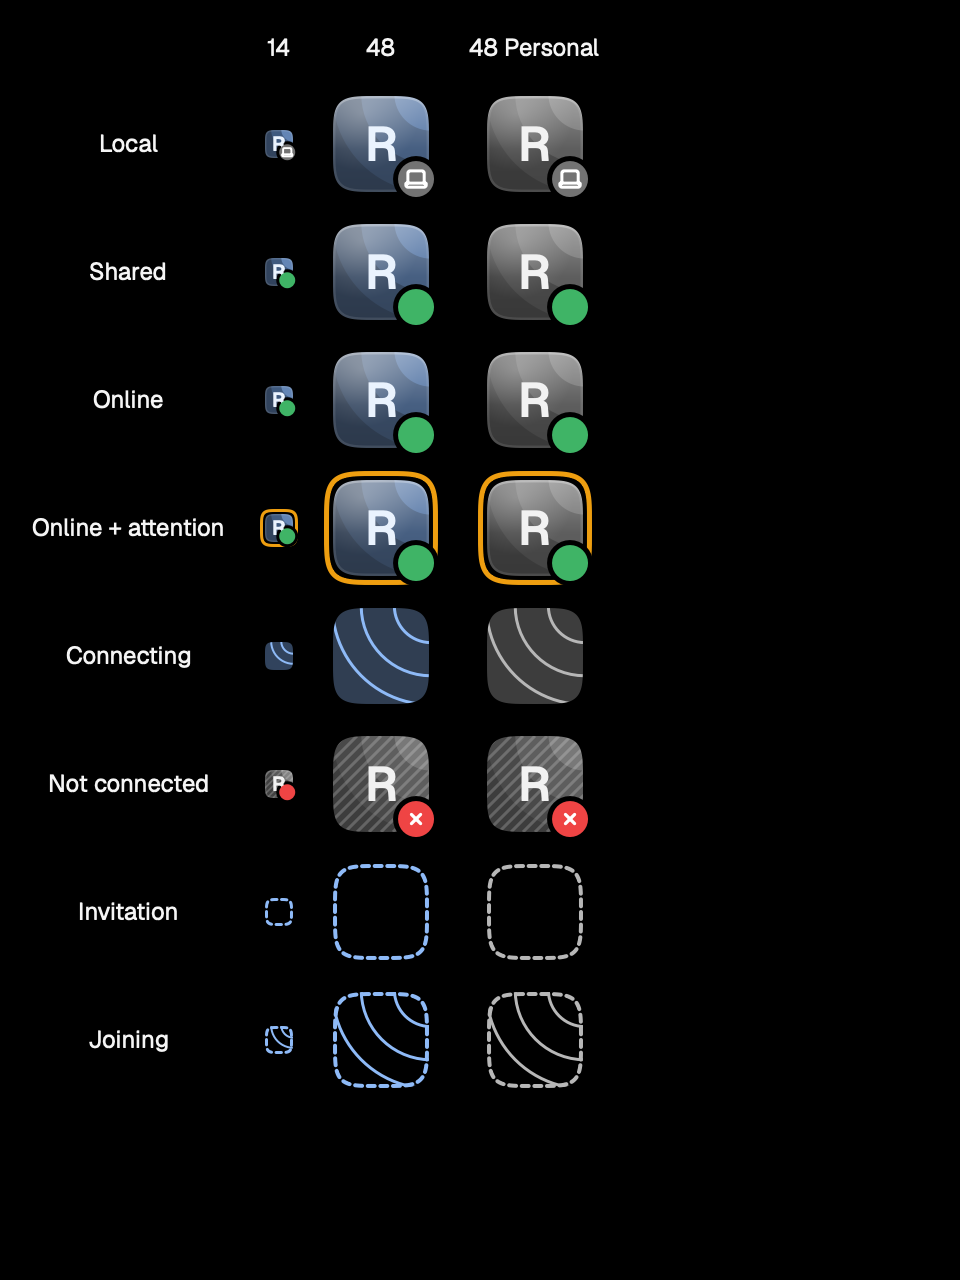 14 48 48 Personal
Local R R R
Shared R R R
Online R R R
Online + attention R R R
Connecting
Not connected R R R
Invitation
Joining